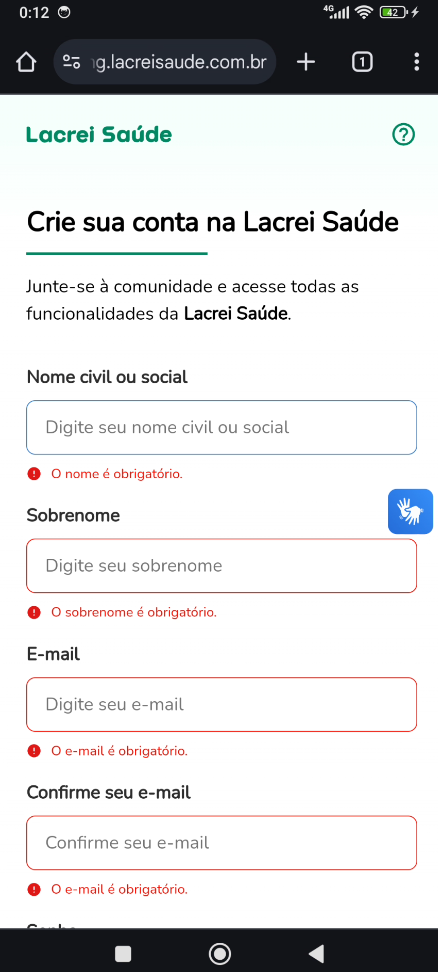 0:12
4G
42
ng.lacreisaude.com.br
1
Lacrei Saúde
Crie sua conta na Lacrei Saúde
Junte-se à comunidade e acesse todas as
funcionalidades da Lacrei Saúde.
Nome civil ou social
Digite seu nome civil ou social
O nome é obrigatório.
Sobrenome
Digite seu sobrenome
O sobrenome é obrigatório.
E-mail
Digite seu e-mail
O e-mail é obrigatório.
Confirme seu e-mail
Confirme seu e-mail
O e-mail é obrigatório.